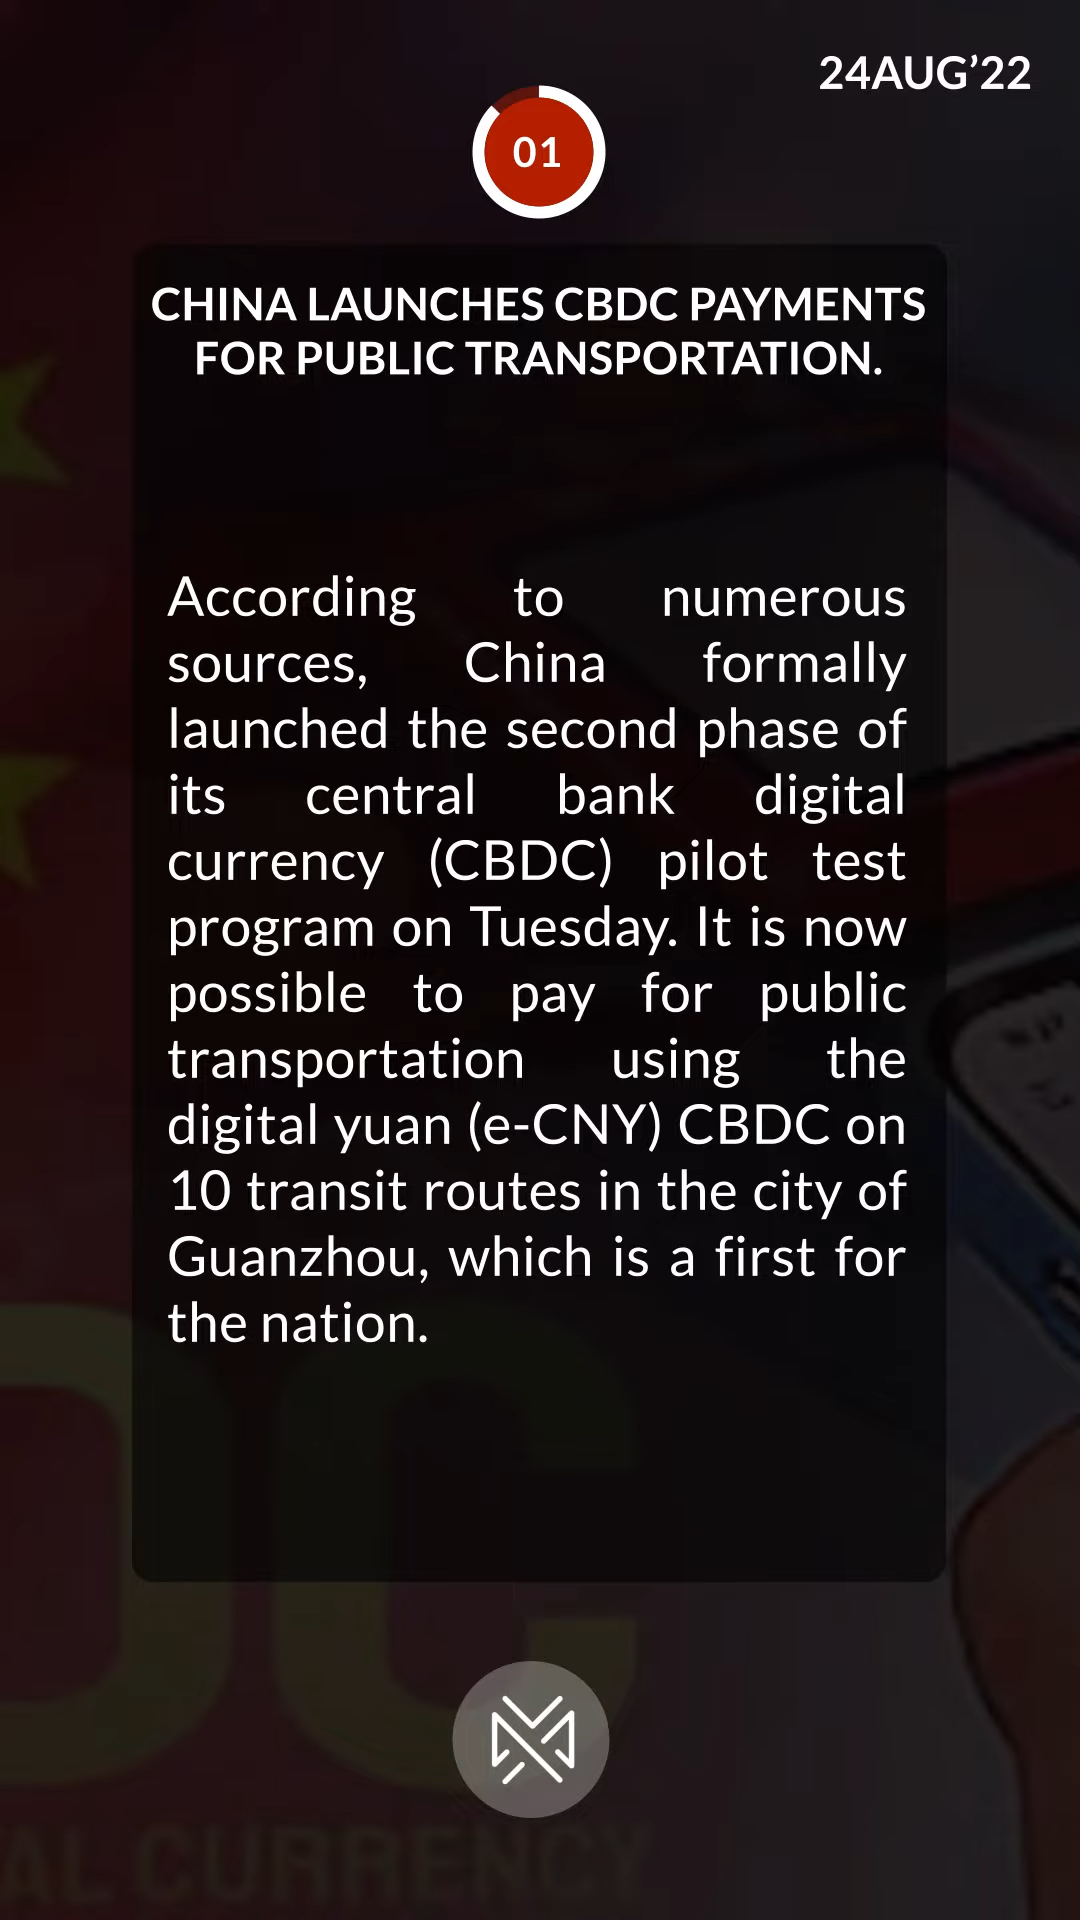 24AUG’22
01
CHINA LAUNCHES CBDC PAYMENTS
FOR PUBLIC TRANSPORTATION.
According to numerous
sources, China formally
launched the second phase of
its central bank digital
currency (CBDC) pilot test
program on Tuesday. It is now
possible to pay for public
transportation using the
digital yuan (e-CNY) CBDC on
10 transit routes in the city of
Guanzhou, which is a first for
the nation.
DC
AL CURRENCY